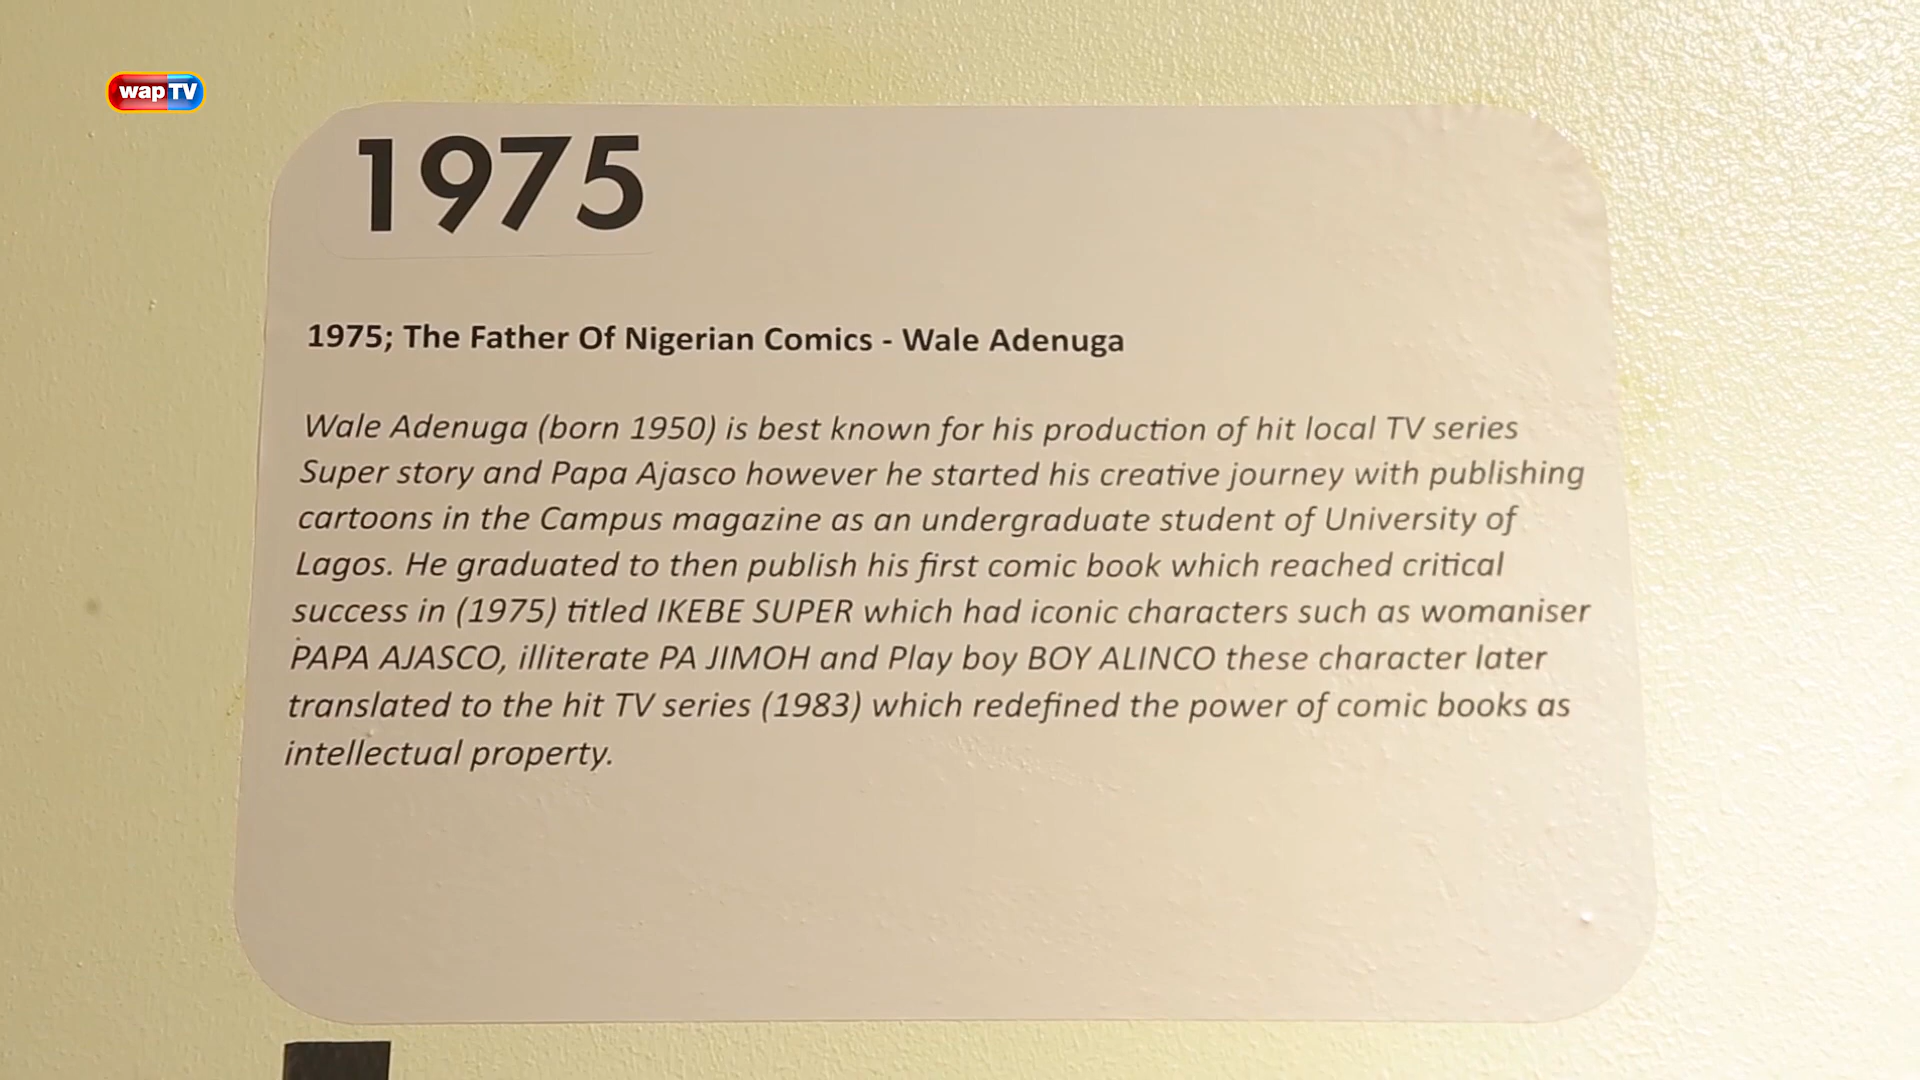 wapTV
1975
1975; The Father Of Nigerian Comics - Wale Adenuga
Wale Adenuga (born 1950) is best known for his production of hit local TV series
Super story and Papa Ajasco however he started his creative journey with publishing
cartoons in the Campus magazine as an undergraduate student of University of
Lagos. He graduated to then publish his first comic book which reached critical
success in (1975) titled IKEBE SUPER which had iconic characters such as womaniser
PAPA AJASCO, illiterate PA JIMOH and Play boy BOY ALINCO these character later
translated to the hit TV series (1983) which redefined the power of comic books as
intellectual property.